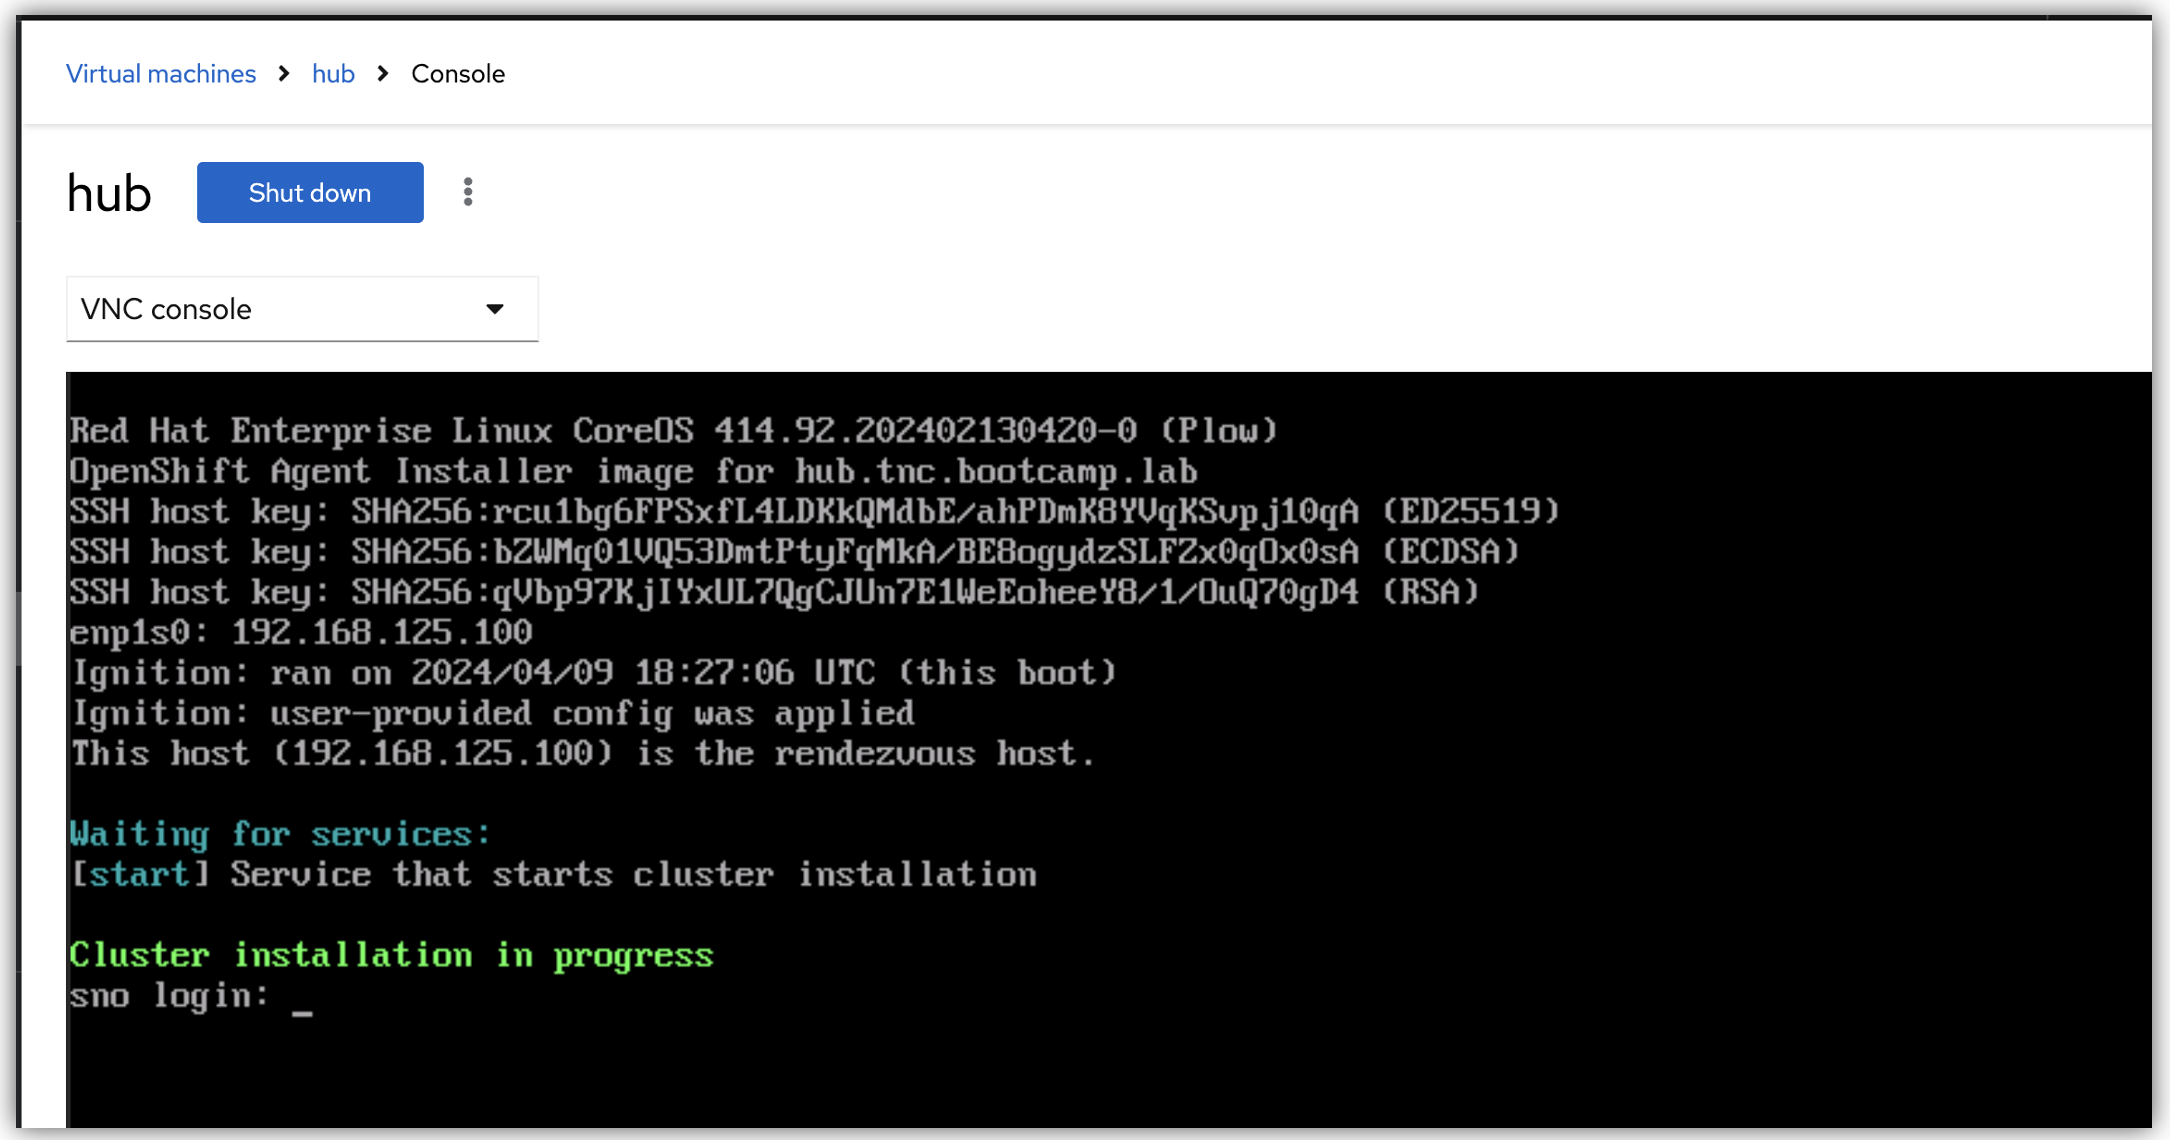 Virtual machines > hub > Console
hub Shut down
VNC console
Red Hat Enterprise Linux CoreOS 414.92.202402130420-0 (Plow)
OpenShift Agent Installer image for hub.tnc.bootcamp.lab
SSH host key: SHA256:rcu1bg6FPSxfL4LDKkQMdbE/ahPDmK8YVqKSvpj10qA (ED25519)
SSH host key: SHA256:bZWMq01VQ53DmtPtyFqMkA/BE8ogydzSLFZx0qOx0sA (ECDSA)
SSH host key: SHA256:qVbp97KjIYxUL7QgCJUn7E1WeEoheeY8/1/OuQ70gD4 (RSA)
enp1s0: 192.168.125.100
Ignition: ran on 2024/04/09 18:27:06 UTC (this boot)
Ignition: user-provided config was applied
This host (192.168.125.100) is the rendezvous host.
Waiting for services:
[start] Service that starts cluster installation
Cluster installation in progress
sno login: _